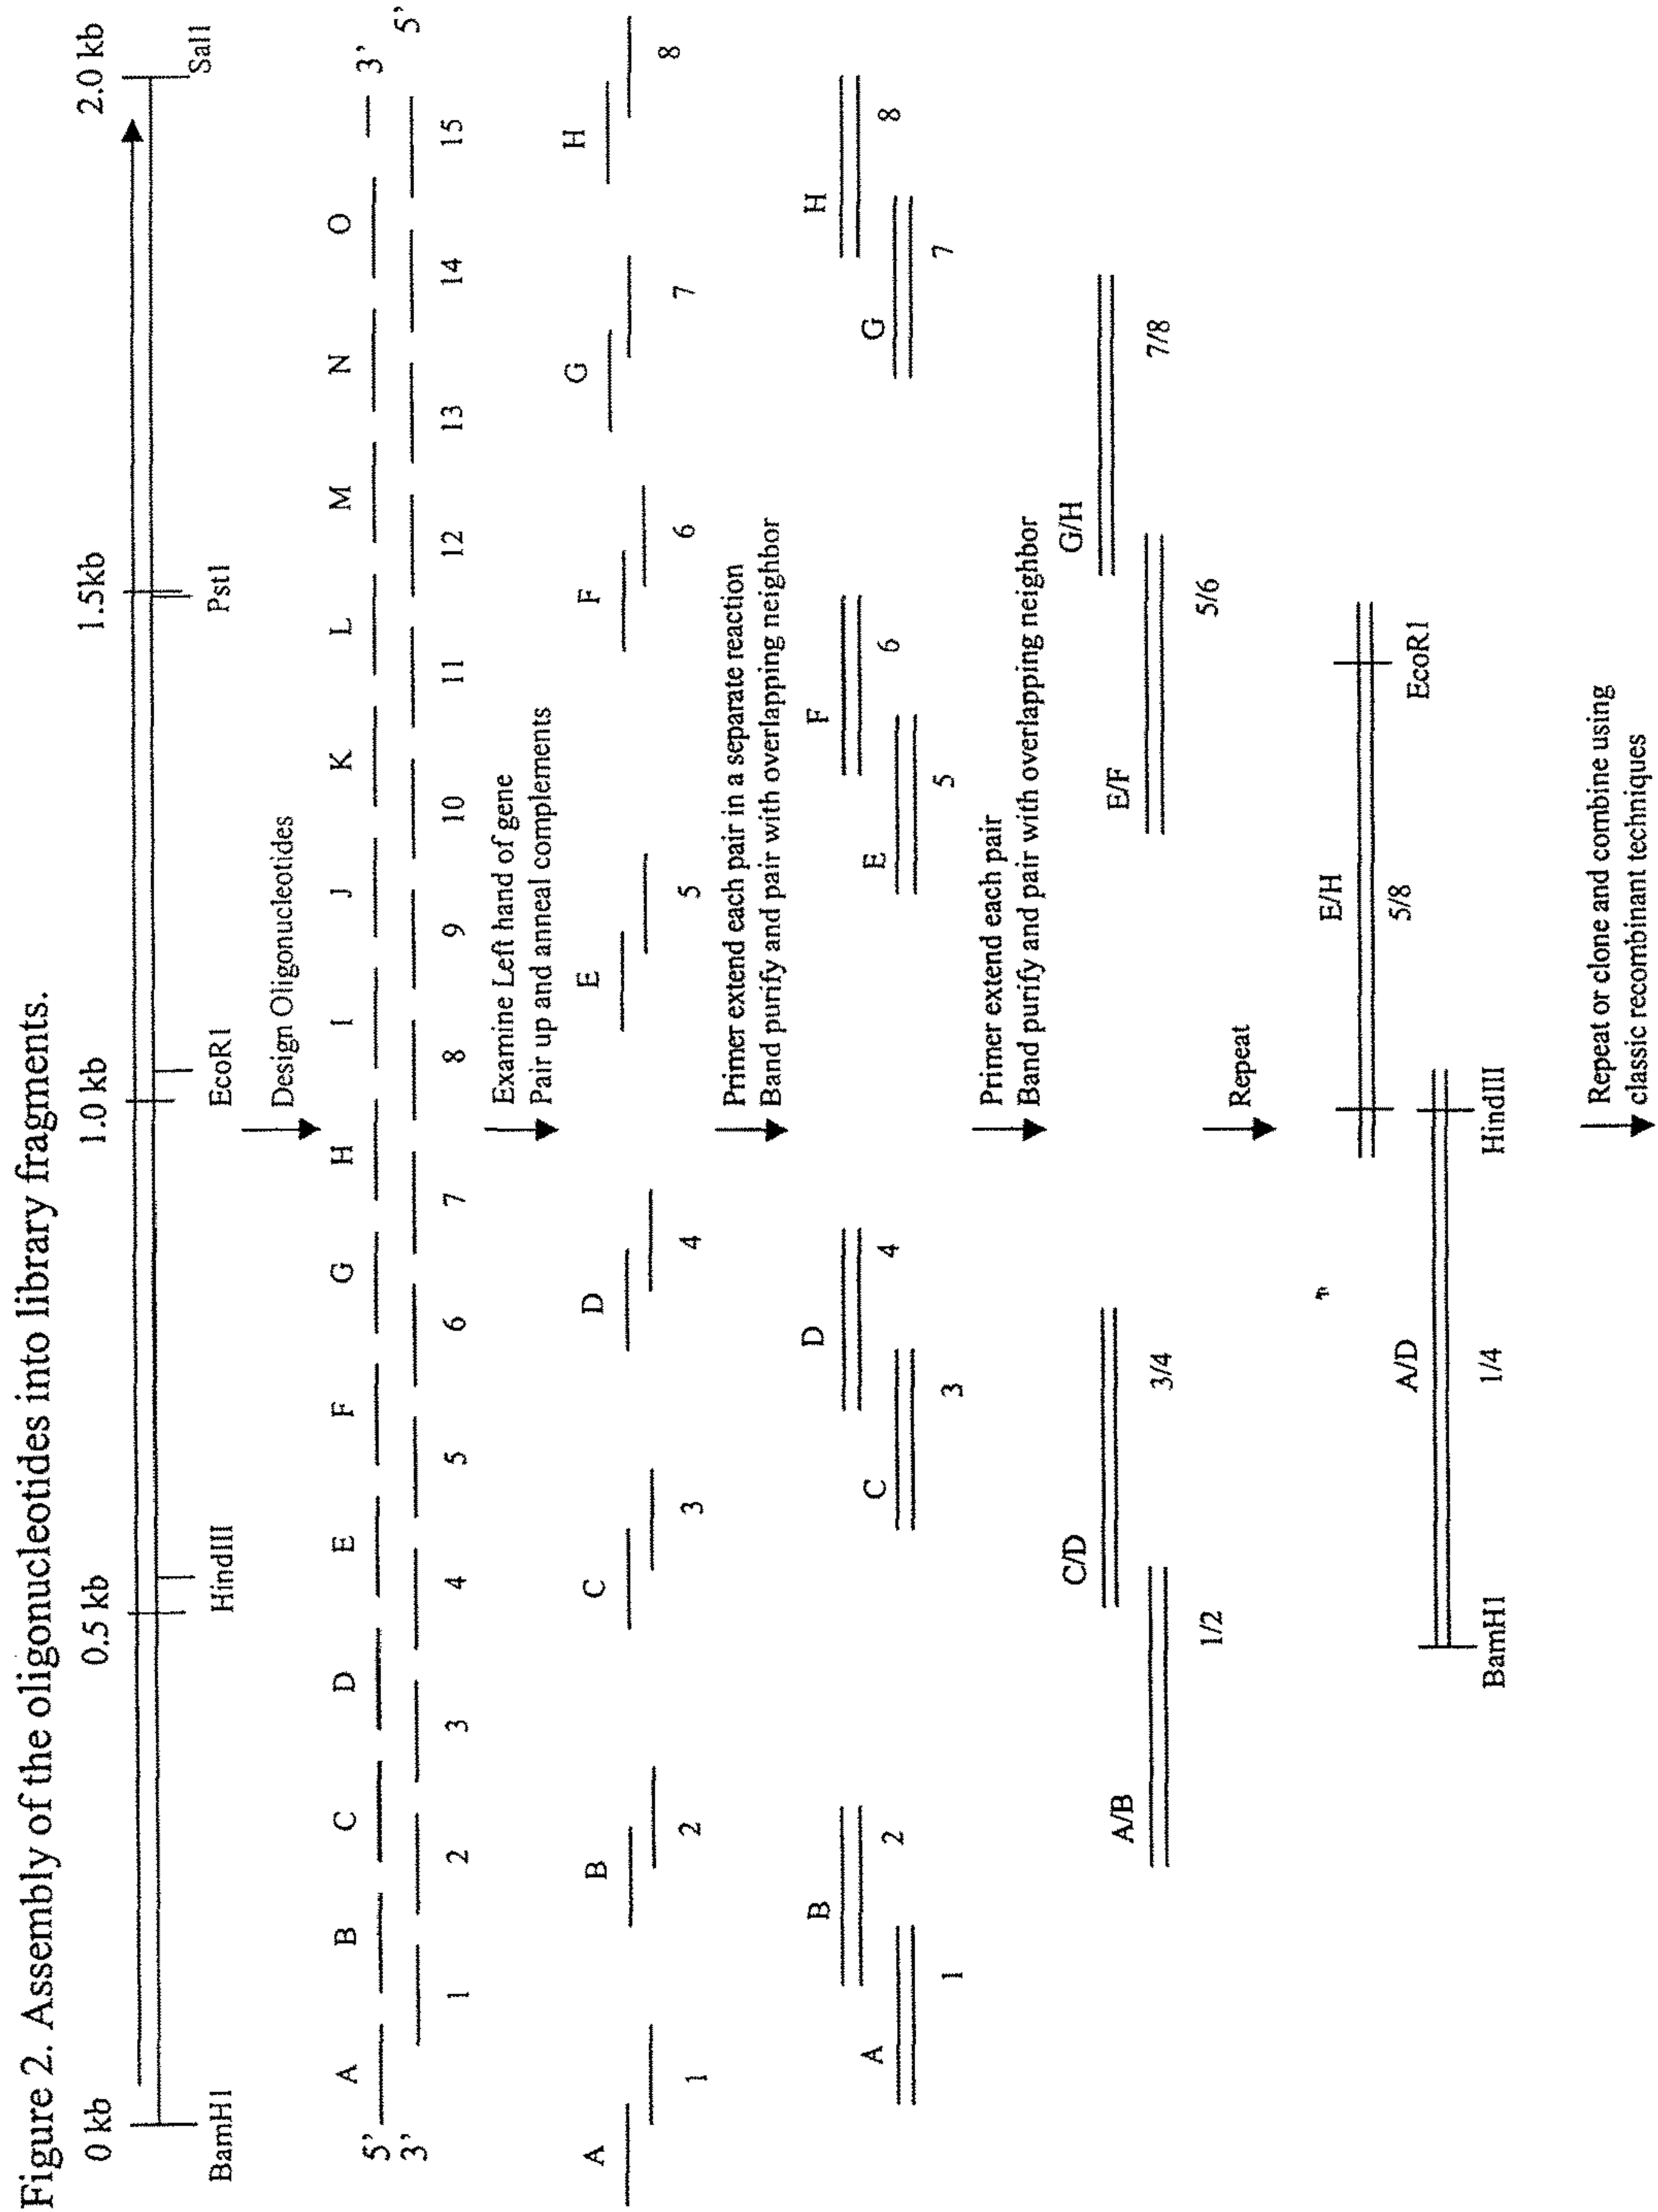 Figure 2. Assembly of the oligonucleotides into library fragments.
0 kb 0.5 kb 1.0 kb 1.5kb 2.0 kb
BamH1 HindIII EcoR1 Pst1 Sal1
Design Oligonucleotides
A B C D E F G H I J K L M N O
5' 3'
3' 5'
1 2 3 4 5 6 7 8 9 10 11 12 13 14 15
Examine Left hand of gene
Pair up and anneal complements
A B C D E F G H
1 2 3 4 5 6 7 8
Primer extend each pair in a separate reaction
Band purify and pair with overlapping neighbor
B D F H
A 2 C 4 E 6 G 8
1 3 5 7
Primer extend each pair
Band purify and pair with overlapping neighbor
C/D G/H
A/B 3/4 E/F 7/8
1/2 5/6
Repeat
E/H
A/D 5/8 EcoR1
1/4
BamH1 HindIII
Repeat or clone and combine using
classic recombinant techniques